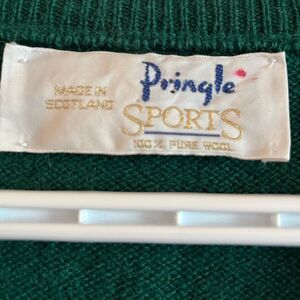 Pringle
MADE IN
SCOTLAND
SPORTS
100% PURE WOOL